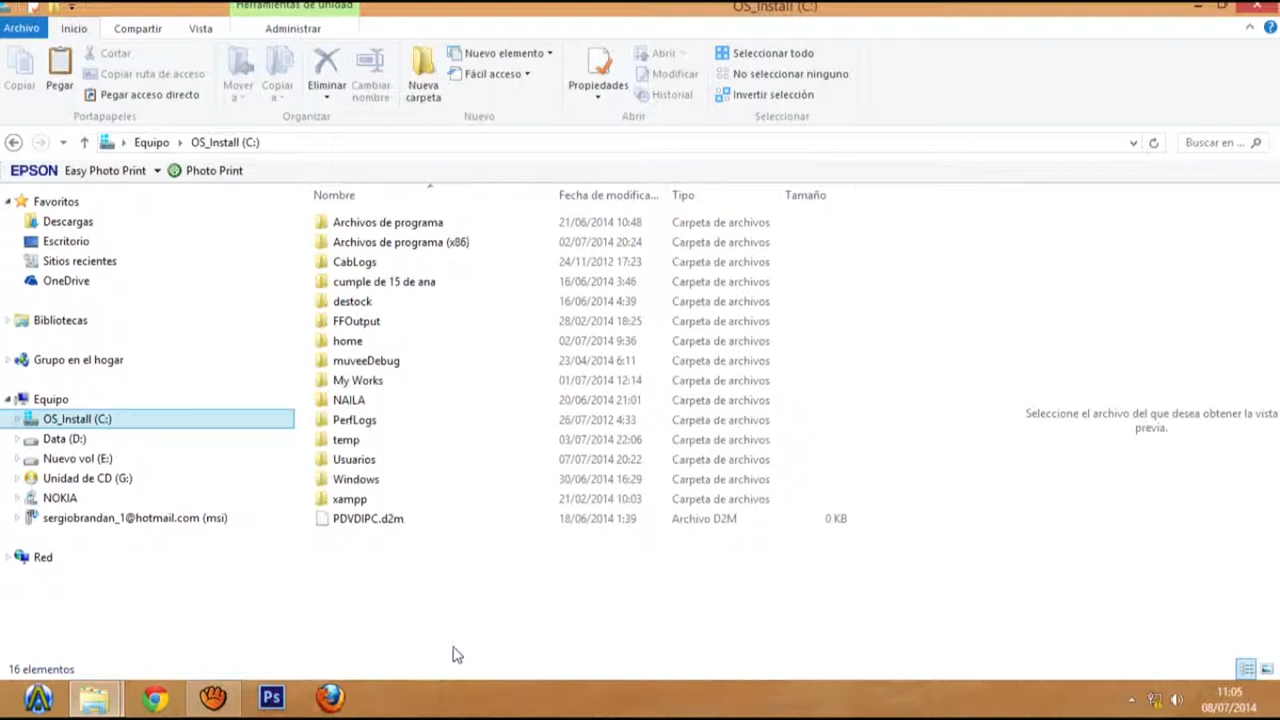 Herramientas de unidad
OS_Install (C:)
Archivo
Inicio
Compartir
Vista
Administrar
Copiar
Pegar
Cortar
Copiar ruta de acceso
Pegar acceso directo
Portapapeles
Mover a
Copiar a
Eliminar
Cambiar nombre
Organizar
Nueva carpeta
Nuevo elemento
Fácil acceso
Nuevo
Propiedades
Abrir
Modificar
Historial
Abrir
Seleccionar todo
No seleccionar ninguno
Invertir selección
Seleccionar
Equipo
OS_Install (C:)
Buscar en ...
EPSON Easy Photo Print
Photo Print
Favoritos
Descargas
Escritorio
Sitios recientes
OneDrive
Bibliotecas
Grupo en el hogar
Equipo
OS_Install (C:)
Data (D:)
Nuevo vol (E:)
Unidad de CD (G:)
NOKIA
sergiobrandan_1@hotmail.com (msi)
Red
Nombre Fecha de modifica... Tipo Tamaño
Archivos de programa 21/06/2014 10:48 Carpeta de archivos
Archivos de programa (x86) 02/07/2014 20:24 Carpeta de archivos
CabLogs 24/11/2012 17:23 Carpeta de archivos
cumple de 15 de ana 16/06/2014 3:46 Carpeta de archivos
destock 16/06/2014 4:39 Carpeta de archivos
FFOutput 28/02/2014 18:25 Carpeta de archivos
home 02/07/2014 9:36 Carpeta de archivos
muveeDebug 23/04/2014 6:11 Carpeta de archivos
My Works 01/07/2014 12:14 Carpeta de archivos
NAILA 20/06/2014 21:01 Carpeta de archivos
PerfLogs 26/07/2012 4:33 Carpeta de archivos
temp 03/07/2014 22:06 Carpeta de archivos
Usuarios 07/07/2014 20:22 Carpeta de archivos
Windows 30/06/2014 16:29 Carpeta de archivos
xampp 21/02/2014 10:03 Carpeta de archivos
PDVDIPC.d2m 18/06/2014 1:39 Archivo D2M 0 KB
Seleccione el archivo del que desea obtener la vista
previa.
16 elementos
Ps
11:05
08/07/2014